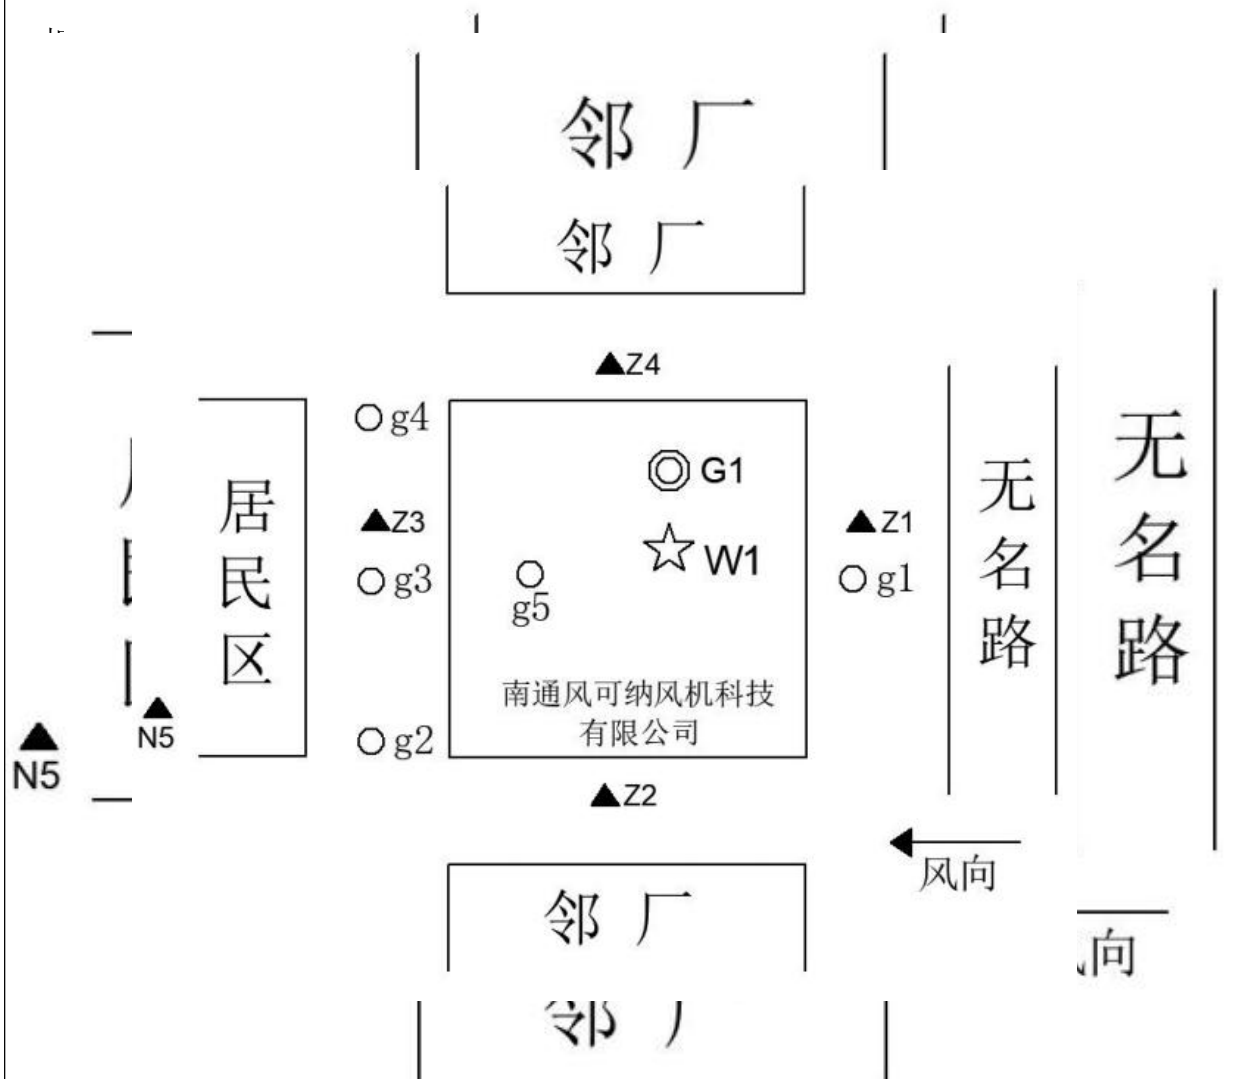 邻 厂
邻 厂
▲Z4
g4
G1
居民区
▲Z3
▲Z1
W1
g3
g5
g1
无名路
无名路
南通风可纳风机科技
有限公司
N5
N5
g2
▲Z2
风向
向
邻 厂